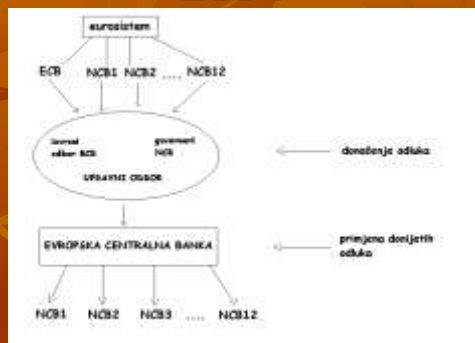 eurosistem
ECB NCB1 NCB2 .... NCB12
izvrsni guverneri
odbor ECB NCB
UPRAVNI ODBOR
donošenje odluka
EVROPSKA CENTRALNA BANKA
primjena donijetih
odluka
NCB1 NCB2 NCB3 .... NCB12